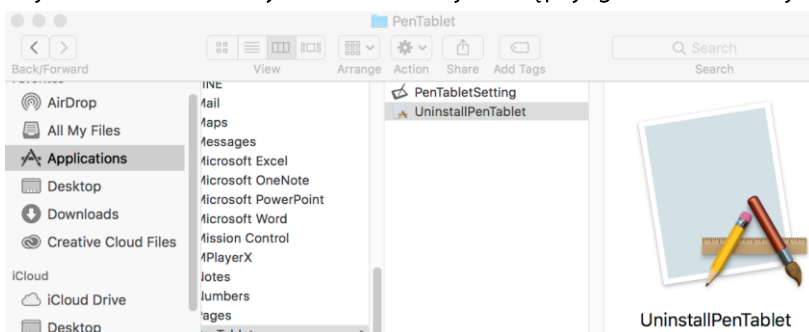 PenTablet
Back/Forward
View
Arrange
Action
Share
Add Tags
Search
Search
AirDrop
All My Files
Applications
Desktop
Downloads
Creative Cloud Files
iCloud
iCloud Drive
Desktop
INE
Mail
Maps
Messages
Microsoft Excel
Microsoft OneNote
Microsoft PowerPoint
Microsoft Word
Mission Control
MPlayerX
Notes
Numbers
Pages
PenTabletSetting
UninstallPenTablet
UninstallPenTablet